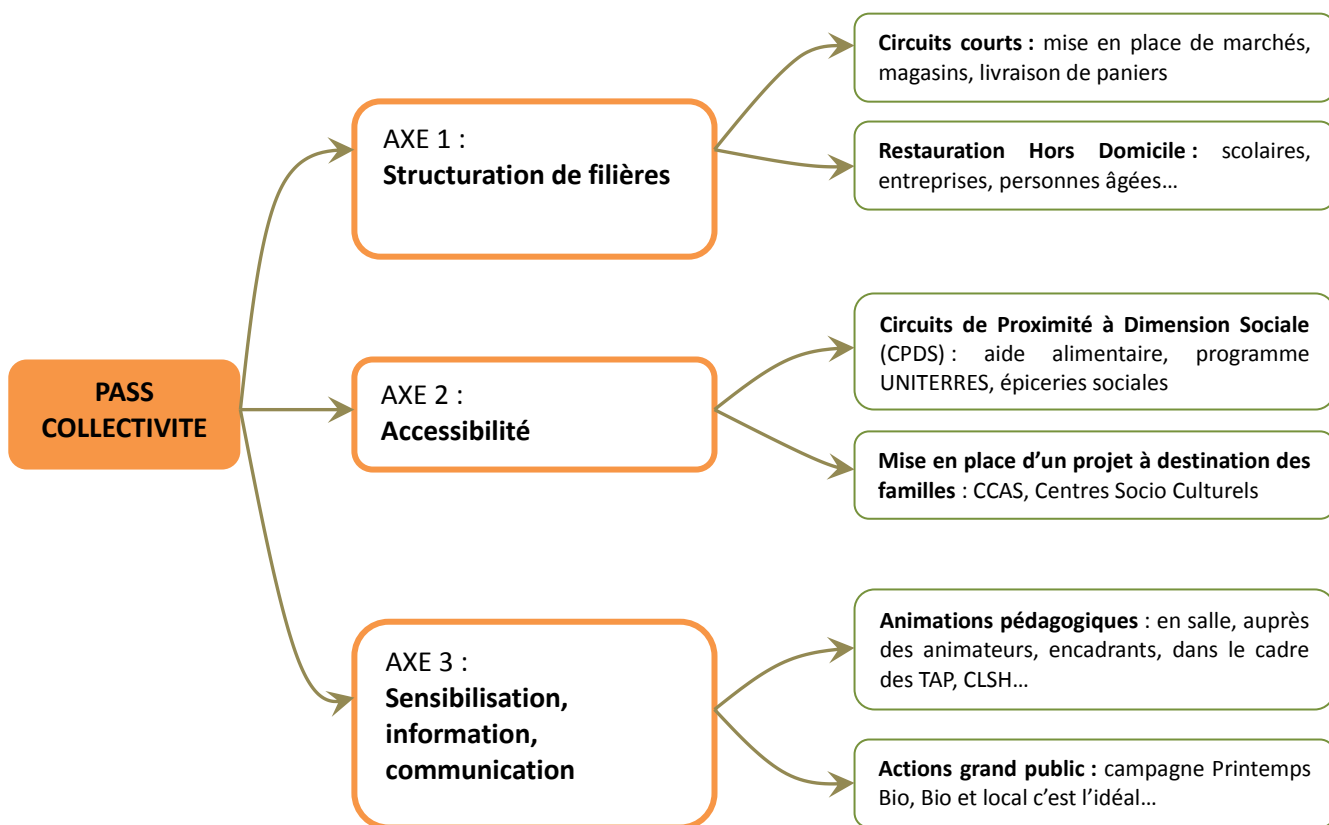 PASS
COLLECTIVITE
AXE 1 :
Structuration de filières
Circuits courts : mise en place de marchés,
magasins, livraison de paniers
Restauration Hors Domicile : scolaires,
entreprises, personnes âgées…
AXE 2 :
Accessibilité
Circuits de Proximité à Dimension Sociale
(CPDS) : aide alimentaire, programme
UNITERRES, épiceries sociales
Mise en place d’un projet à destination des
familles : CCAS, Centres Socio Culturels
AXE 3 :
Sensibilisation,
information,
communication
Animations pédagogiques : en salle, auprès
des animateurs, encadrants, dans le cadre
des TAP, CLSH…
Actions grand public : campagne Printemps
Bio, Bio et local c’est l’idéal…